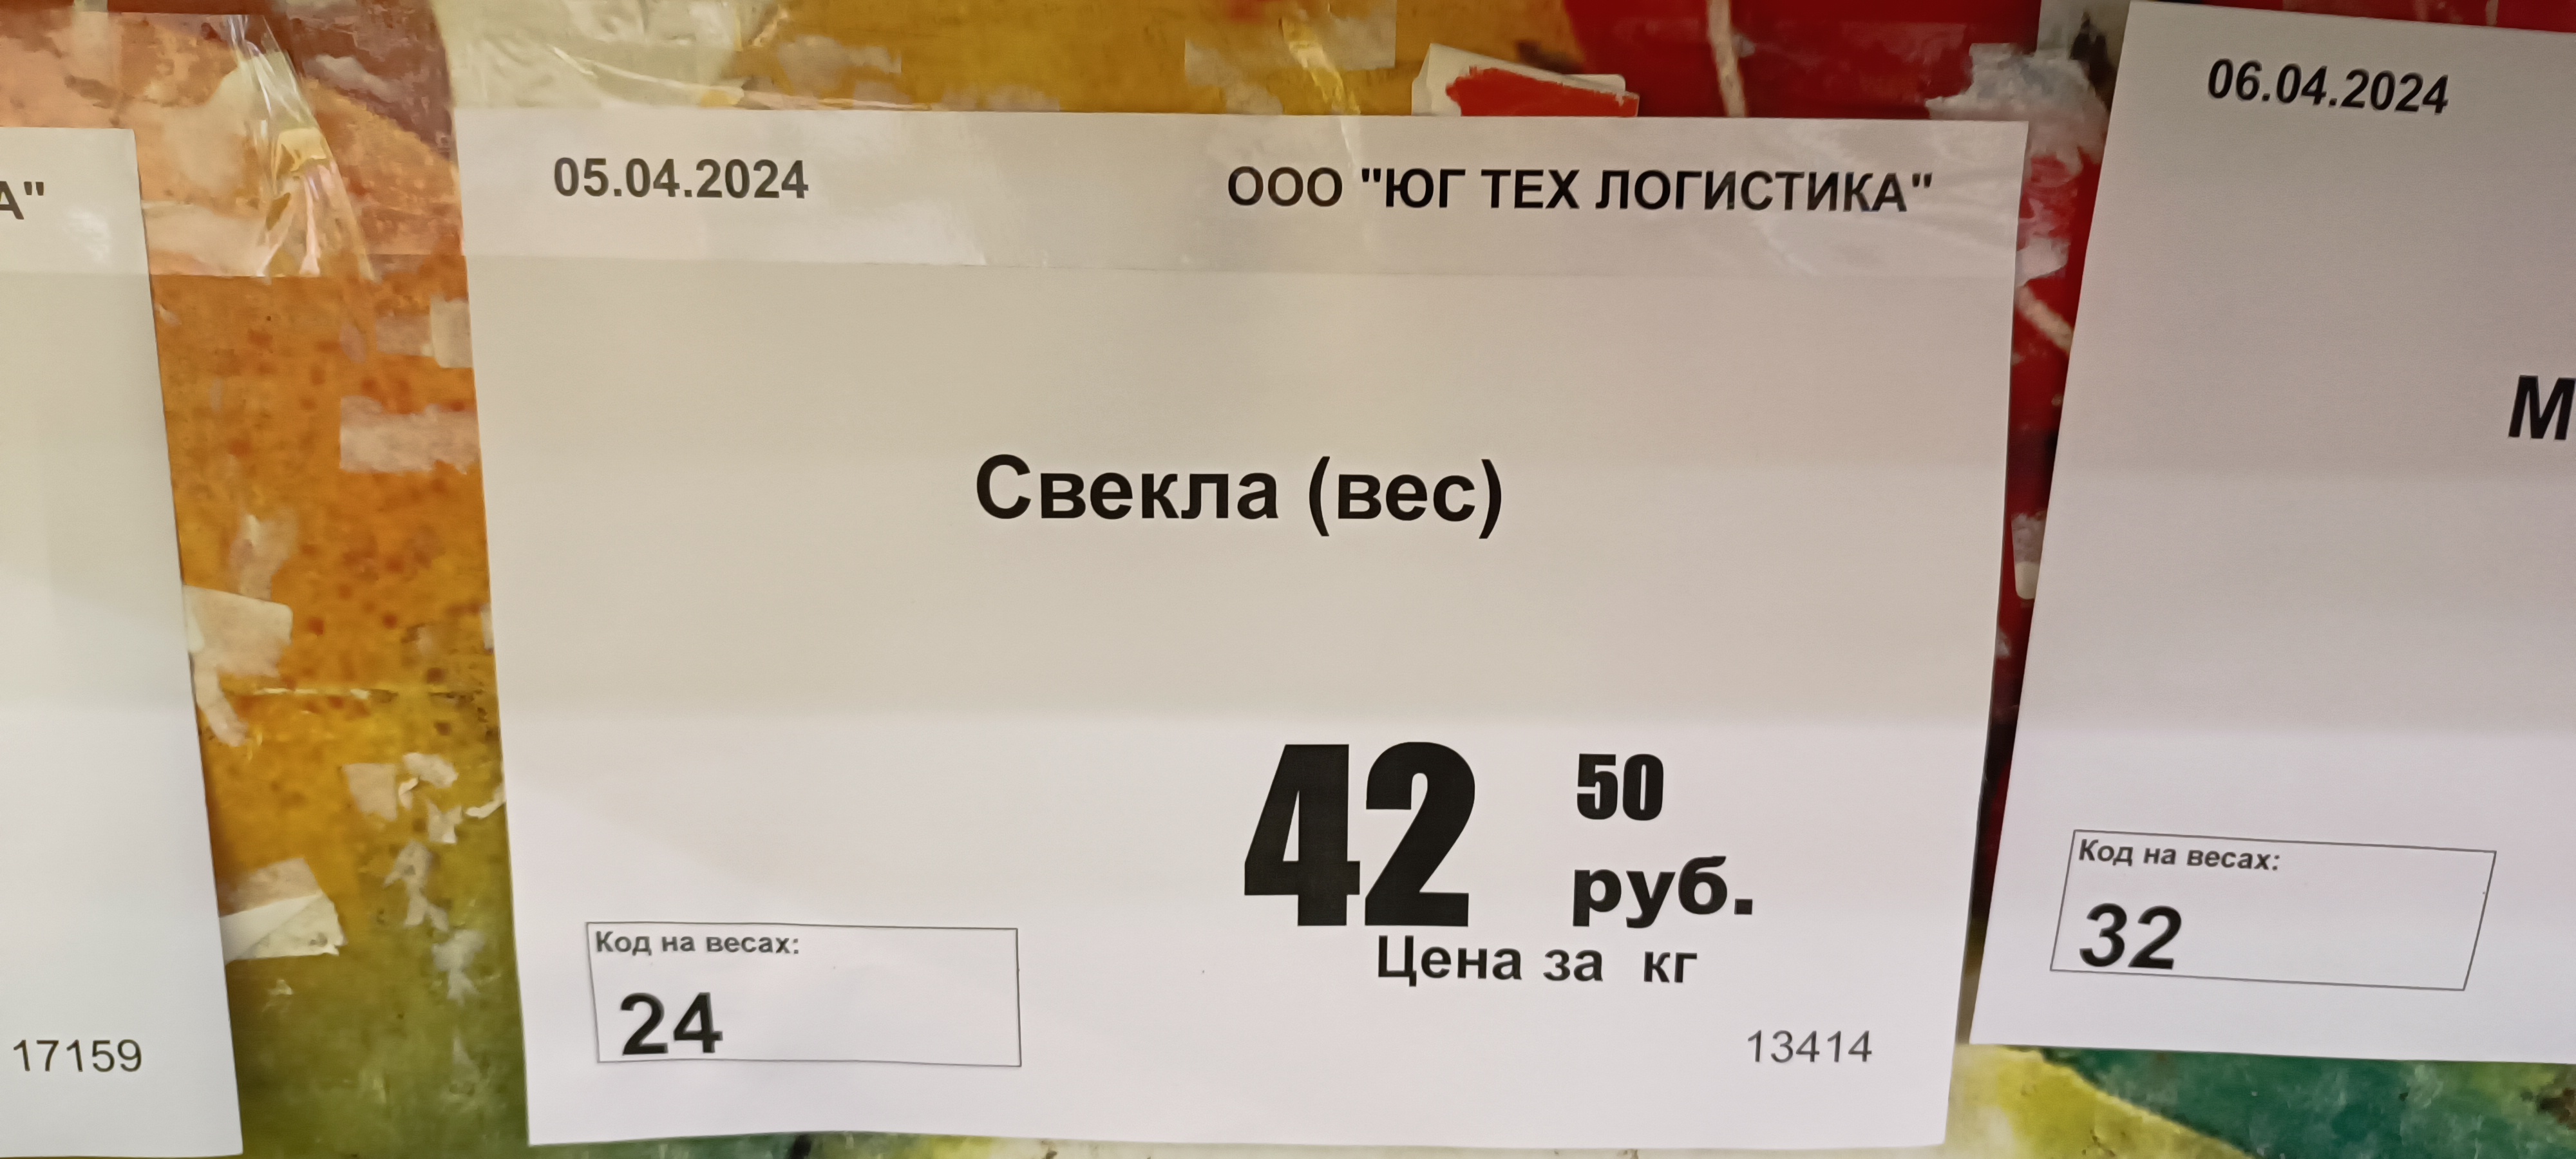 А"
17159
05.04.2024
ООО "ЮГ ТЕХ ЛОГИСТИКА"
Свекла (вес)
42 50
руб.
Цена за кг
Код на весах:
24
13414
06.04.2024
М
Код на весах:
32